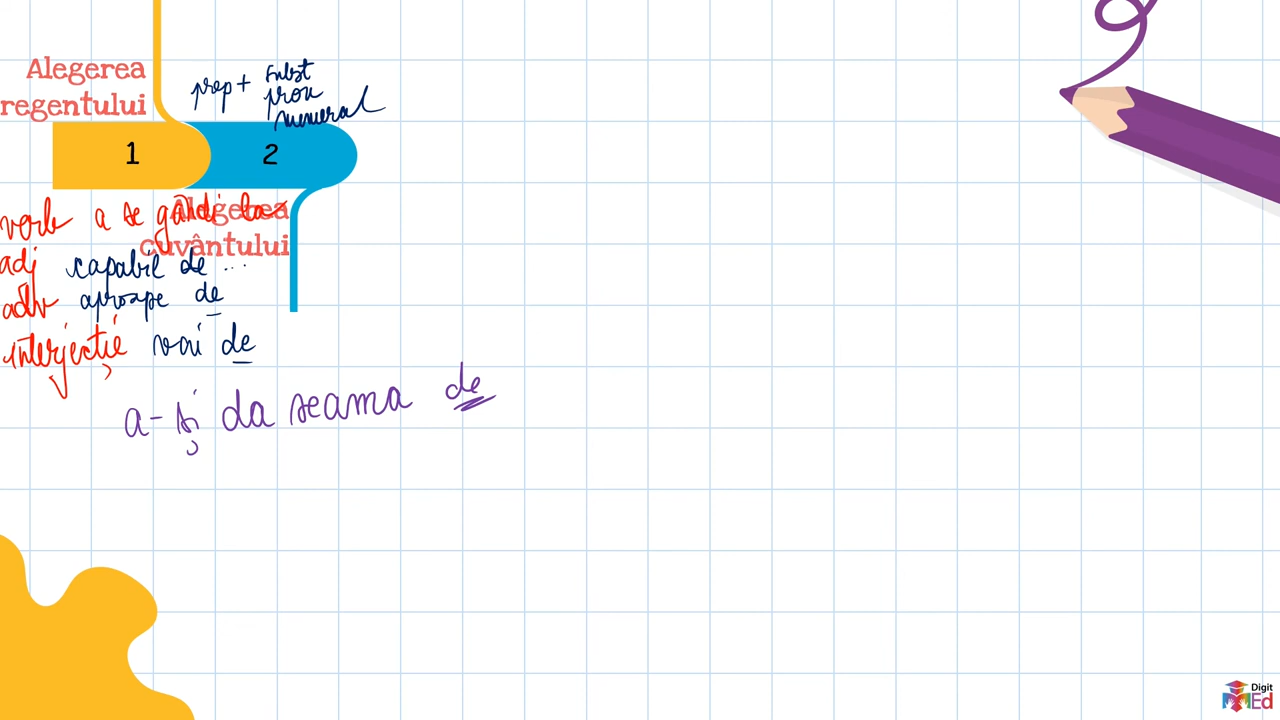 Alegerea
regentului
prep + subst
pron
numeral
1
2
verb a se gândi la
Alegerea
cuvântului
adj capabil de ...
adv aproape de
interjecție vai de
a-și da seama de
Digit
MEd